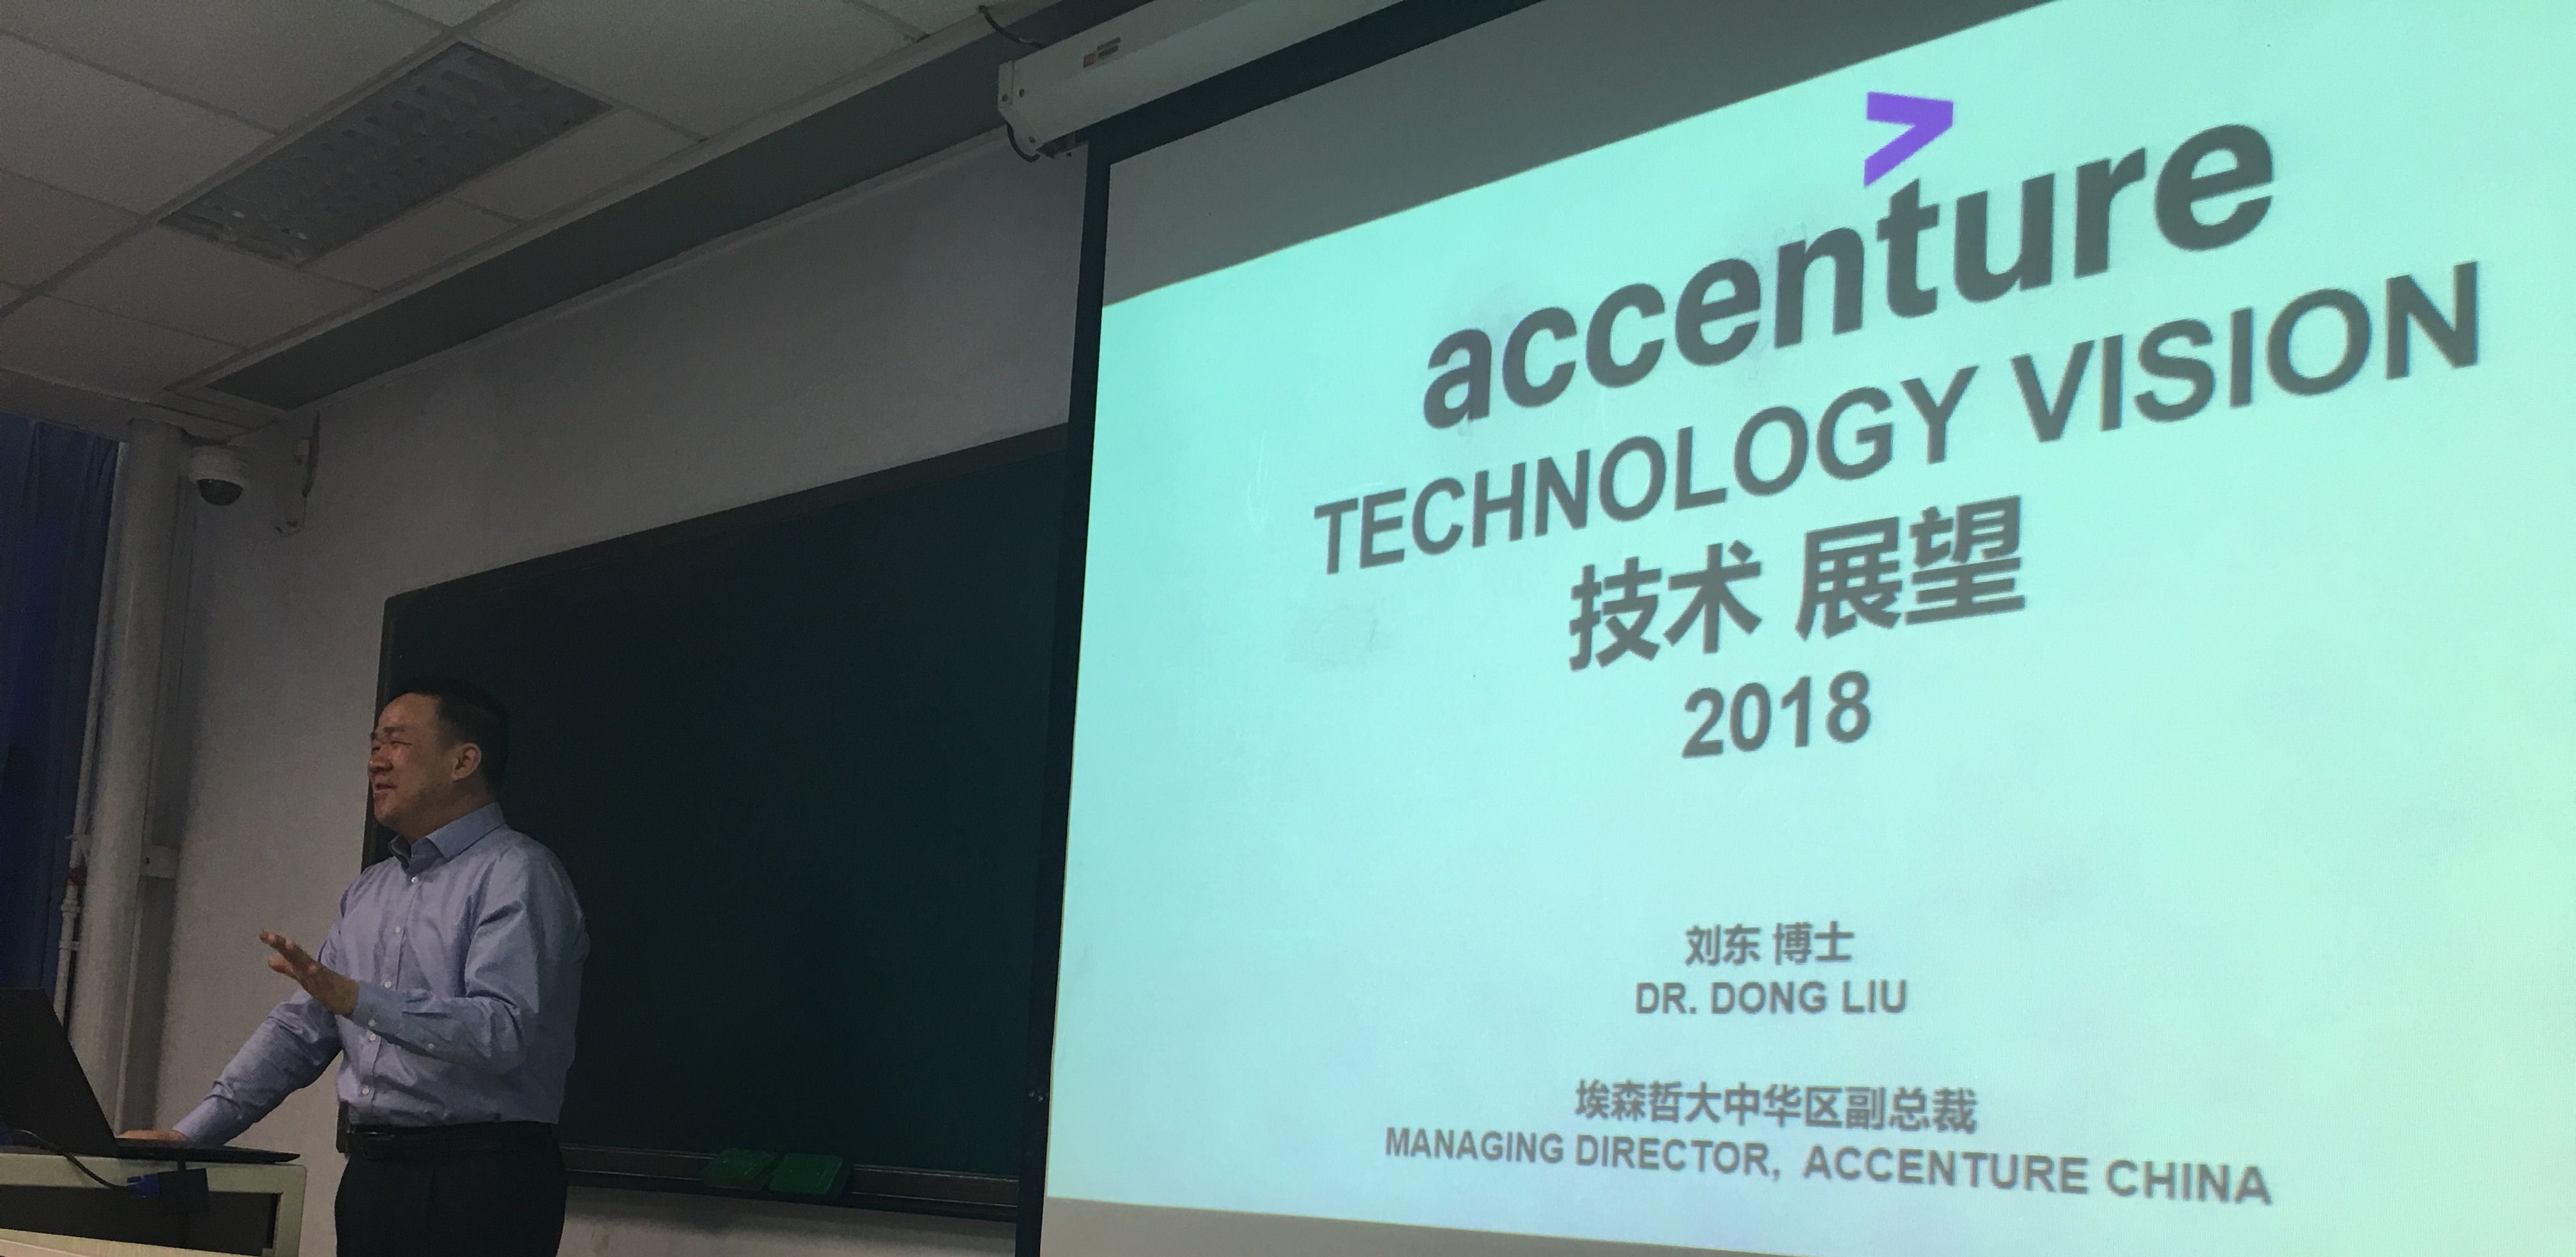 >
accenture
TECHNOLOGY VISION
技术 展望
2018
刘东 博士
DR. DONG LIU
埃森哲大中华区副总裁
MANAGING DIRECTOR, ACCENTURE CHINA